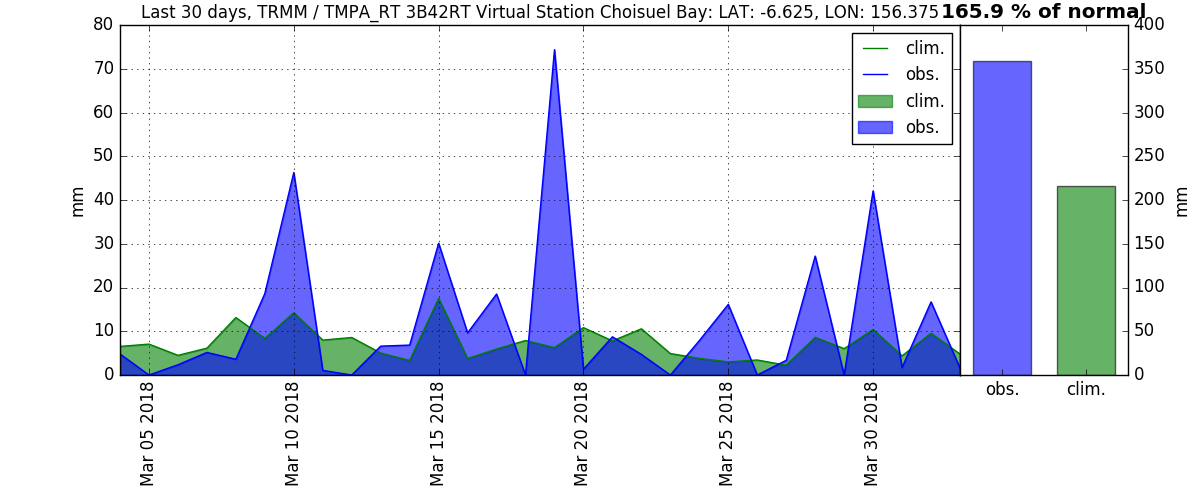 Last 30 days, TRMM / TMPA_RT 3B42RT Virtual Station Choisuel Bay: LAT: -6.625, LON: 156.375 165.9 % of normal
80
70
60
50
40
30
20
10
0
mm
clim.
obs.
clim.
obs.
Mar 05 2018
Mar 10 2018
Mar 15 2018
Mar 20 2018
Mar 25 2018
Mar 30 2018
400
350
300
250
200
150
100
50
0
mm
obs.
clim.